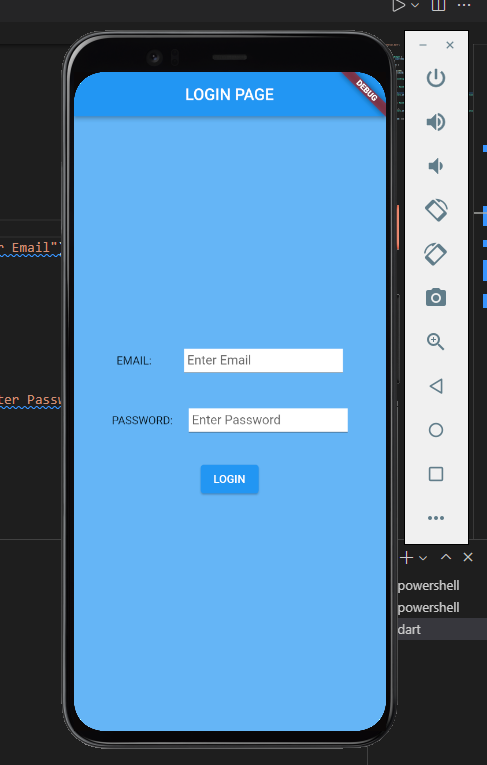 LOGIN PAGE
DEBUG
r Email"
EMAIL:
Enter Email
ter Passw
PASSWORD:
Enter Password
LOGIN
powershell
powershell
dart